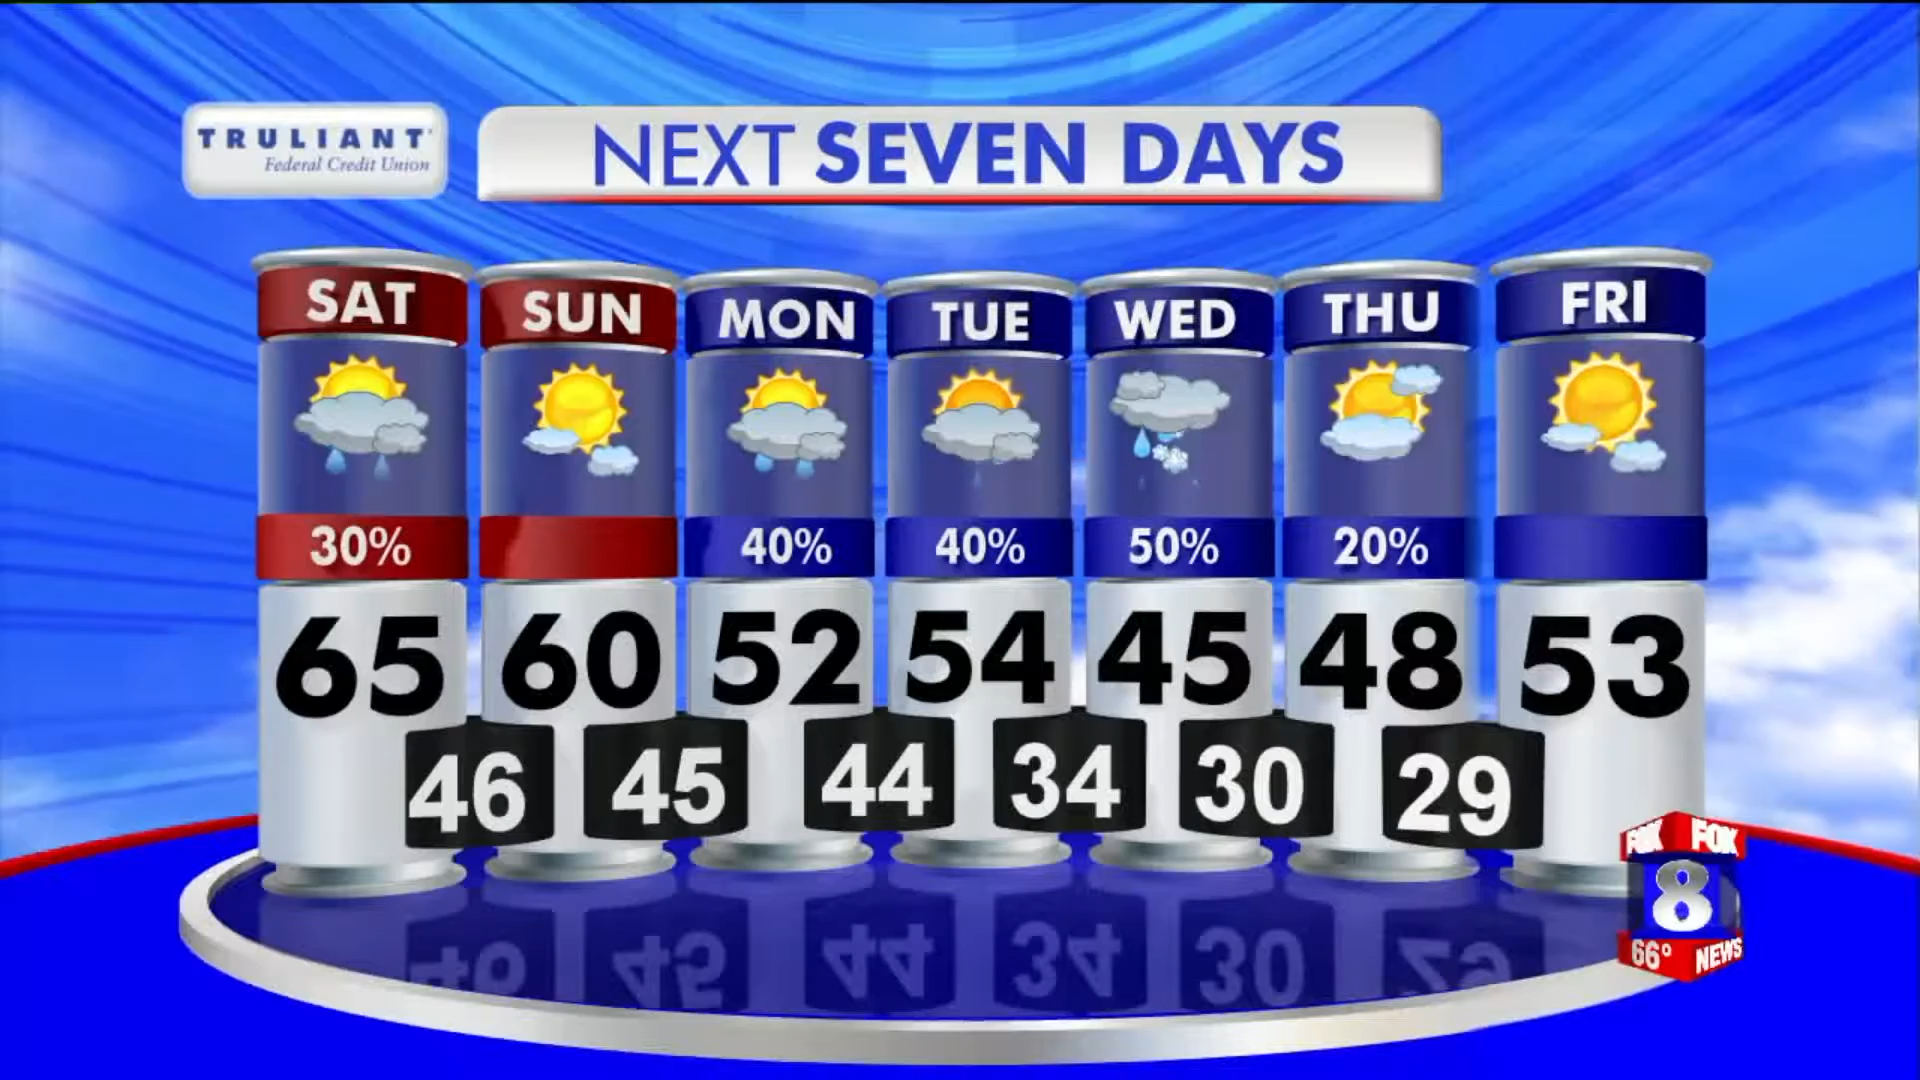 TRULIANT
Federal Credit Union
NEXT SEVEN DAYS
SAT SUN MON TUE WED THU FRI
30% 40% 40% 50% 20%
65 60 52 54 45 48 53
46 45 44 34 30 29
FOX FOX
8
66° NEWS